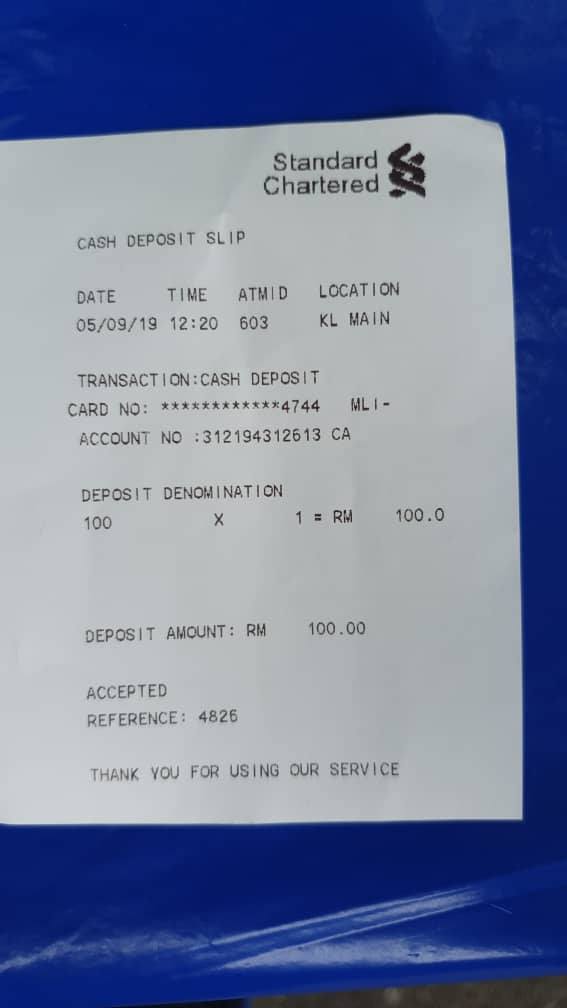 Standard
Chartered
CASH DEPOSIT SLIP
DATE TIME ATMID LOCATION
05/09/19 12:20 603 KL MAIN
TRANSACTION:CASH DEPOSIT
CARD NO: ************4744 MLI-
ACCOUNT NO :312194312613 CA
DEPOSIT DENOMINATION
100 X 1 = RM 100.0
DEPOSIT AMOUNT: RM 100.00
ACCEPTED
REFERENCE: 4826
THANK YOU FOR USING OUR SERVICE